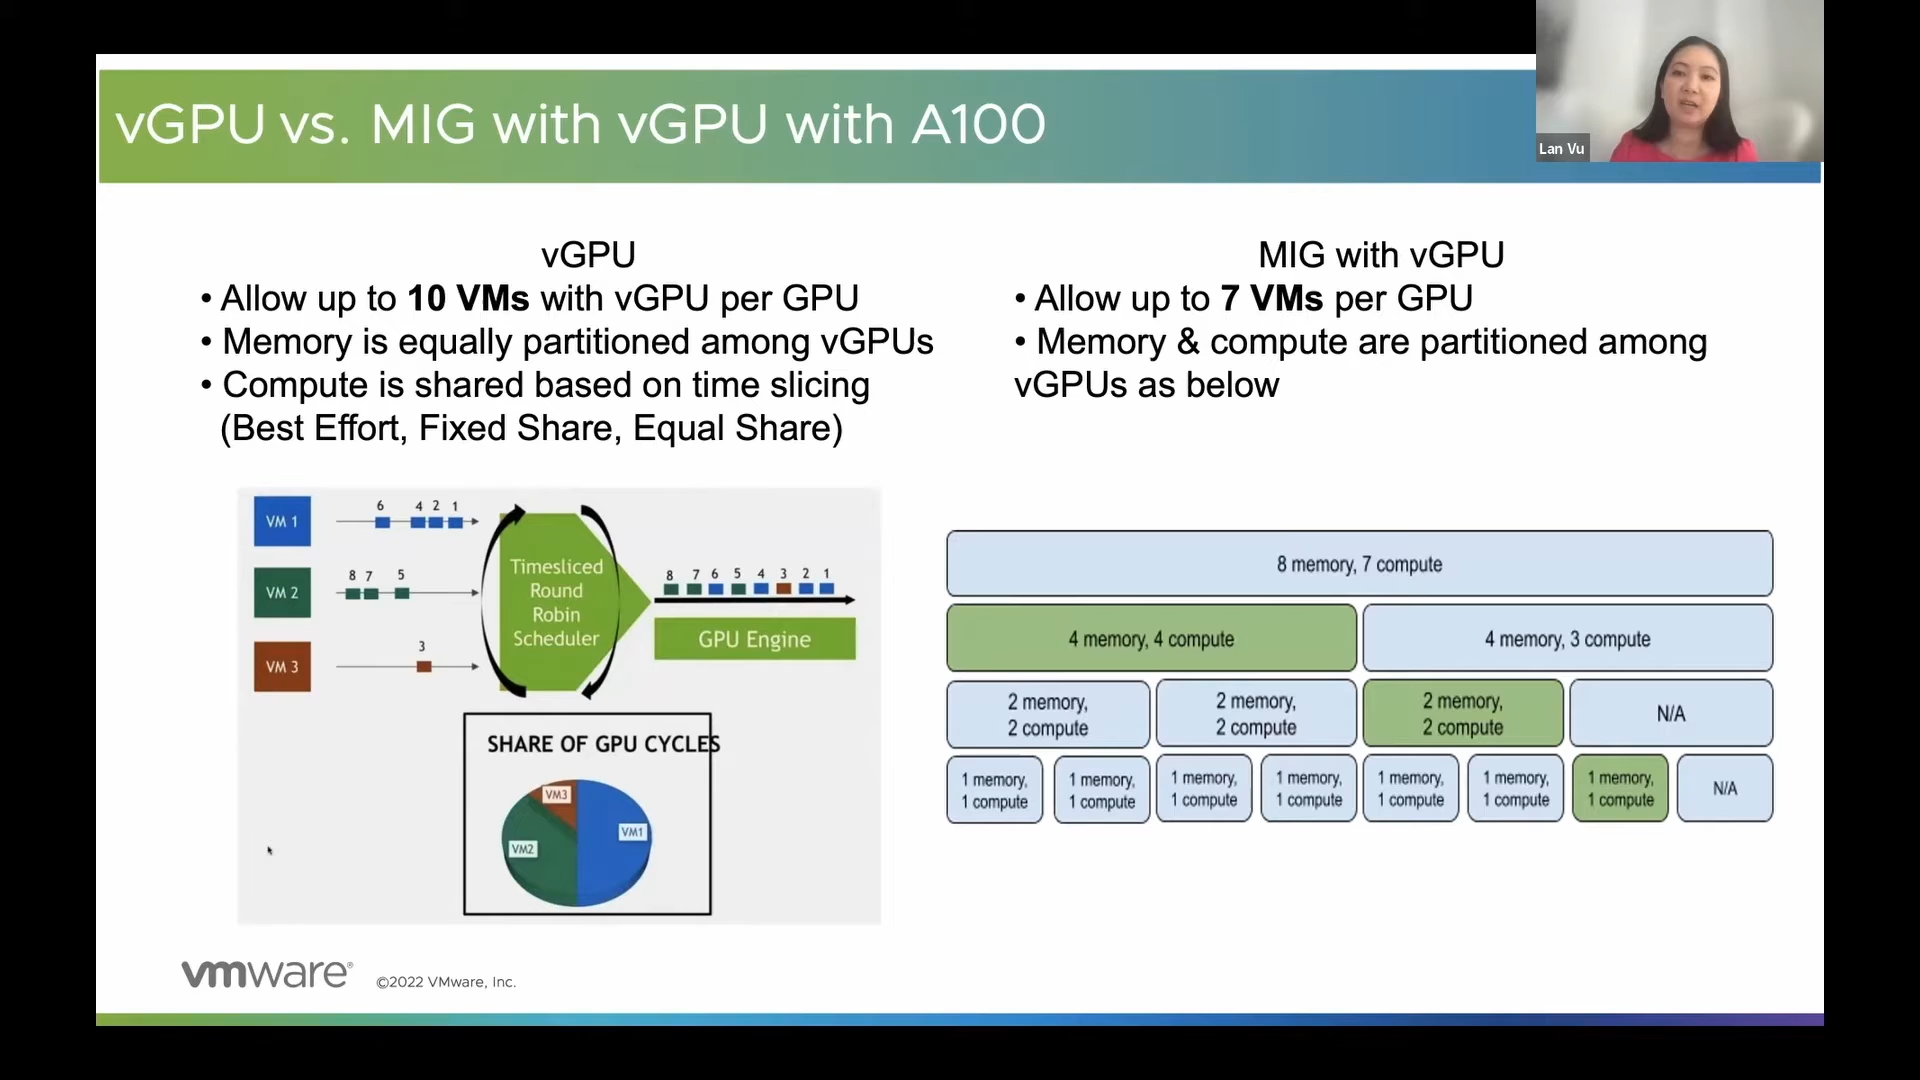 vGPU vs. MIG with vGPU with A100
Lan Vu
vGPU
• Allow up to 10 VMs with vGPU per GPU
• Memory is equally partitioned among vGPUs
• Compute is shared based on time slicing
(Best Effort, Fixed Share, Equal Share)
MIG with vGPU
• Allow up to 7 VMs per GPU
• Memory & compute are partitioned among
vGPUs as below
VM 1
6 4 2 1
VM 2
8 7 5
VM 3
3
Timesliced
Round
Robin
Scheduler
8 7 6 5 4 3 2 1
GPU Engine
SHARE OF GPU CYCLES
VM3
VM1
VM2
8 memory, 7 compute
4 memory, 4 compute
4 memory, 3 compute
2 memory,
2 compute
2 memory,
2 compute
2 memory,
2 compute
N/A
1 memory,
1 compute
1 memory,
1 compute
1 memory,
1 compute
1 memory,
1 compute
1 memory,
1 compute
1 memory,
1 compute
1 memory,
1 compute
N/A
vmware®
©2022 VMware, Inc.